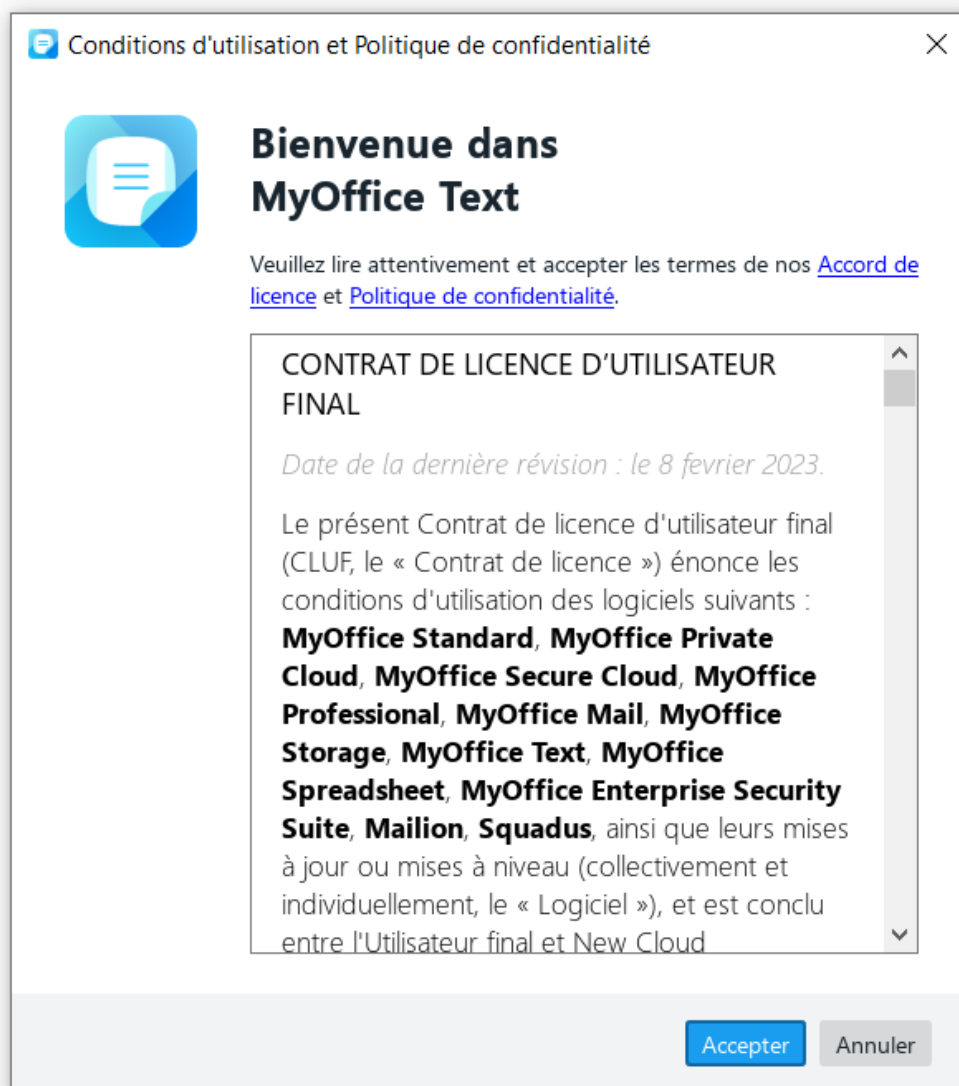 Conditions d'utilisation et Politique de confidentialité
Bienvenue dans
MyOffice Text
Veuillez lire attentivement et accepter les termes de nos Accord de
licence et Politique de confidentialité.
CONTRAT DE LICENCE D’UTILISATEUR
FINAL
Date de la dernière révision : le 8 fevrier 2023.
Le présent Contrat de licence d'utilisateur final
(CLUF, le « Contrat de licence ») énonce les
conditions d'utilisation des logiciels suivants :
MyOffice Standard, MyOffice Private
Cloud, MyOffice Secure Cloud, MyOffice
Professional, MyOffice Mail, MyOffice
Storage, MyOffice Text, MyOffice
Spreadsheet, MyOffice Enterprise Security
Suite, Mailion, Squadus, ainsi que leurs mises
à jour ou mises à niveau (collectivement et
individuellement, le « Logiciel »), et est conclu
entre l'Utilisateur final et New Cloud
Accepter Annuler